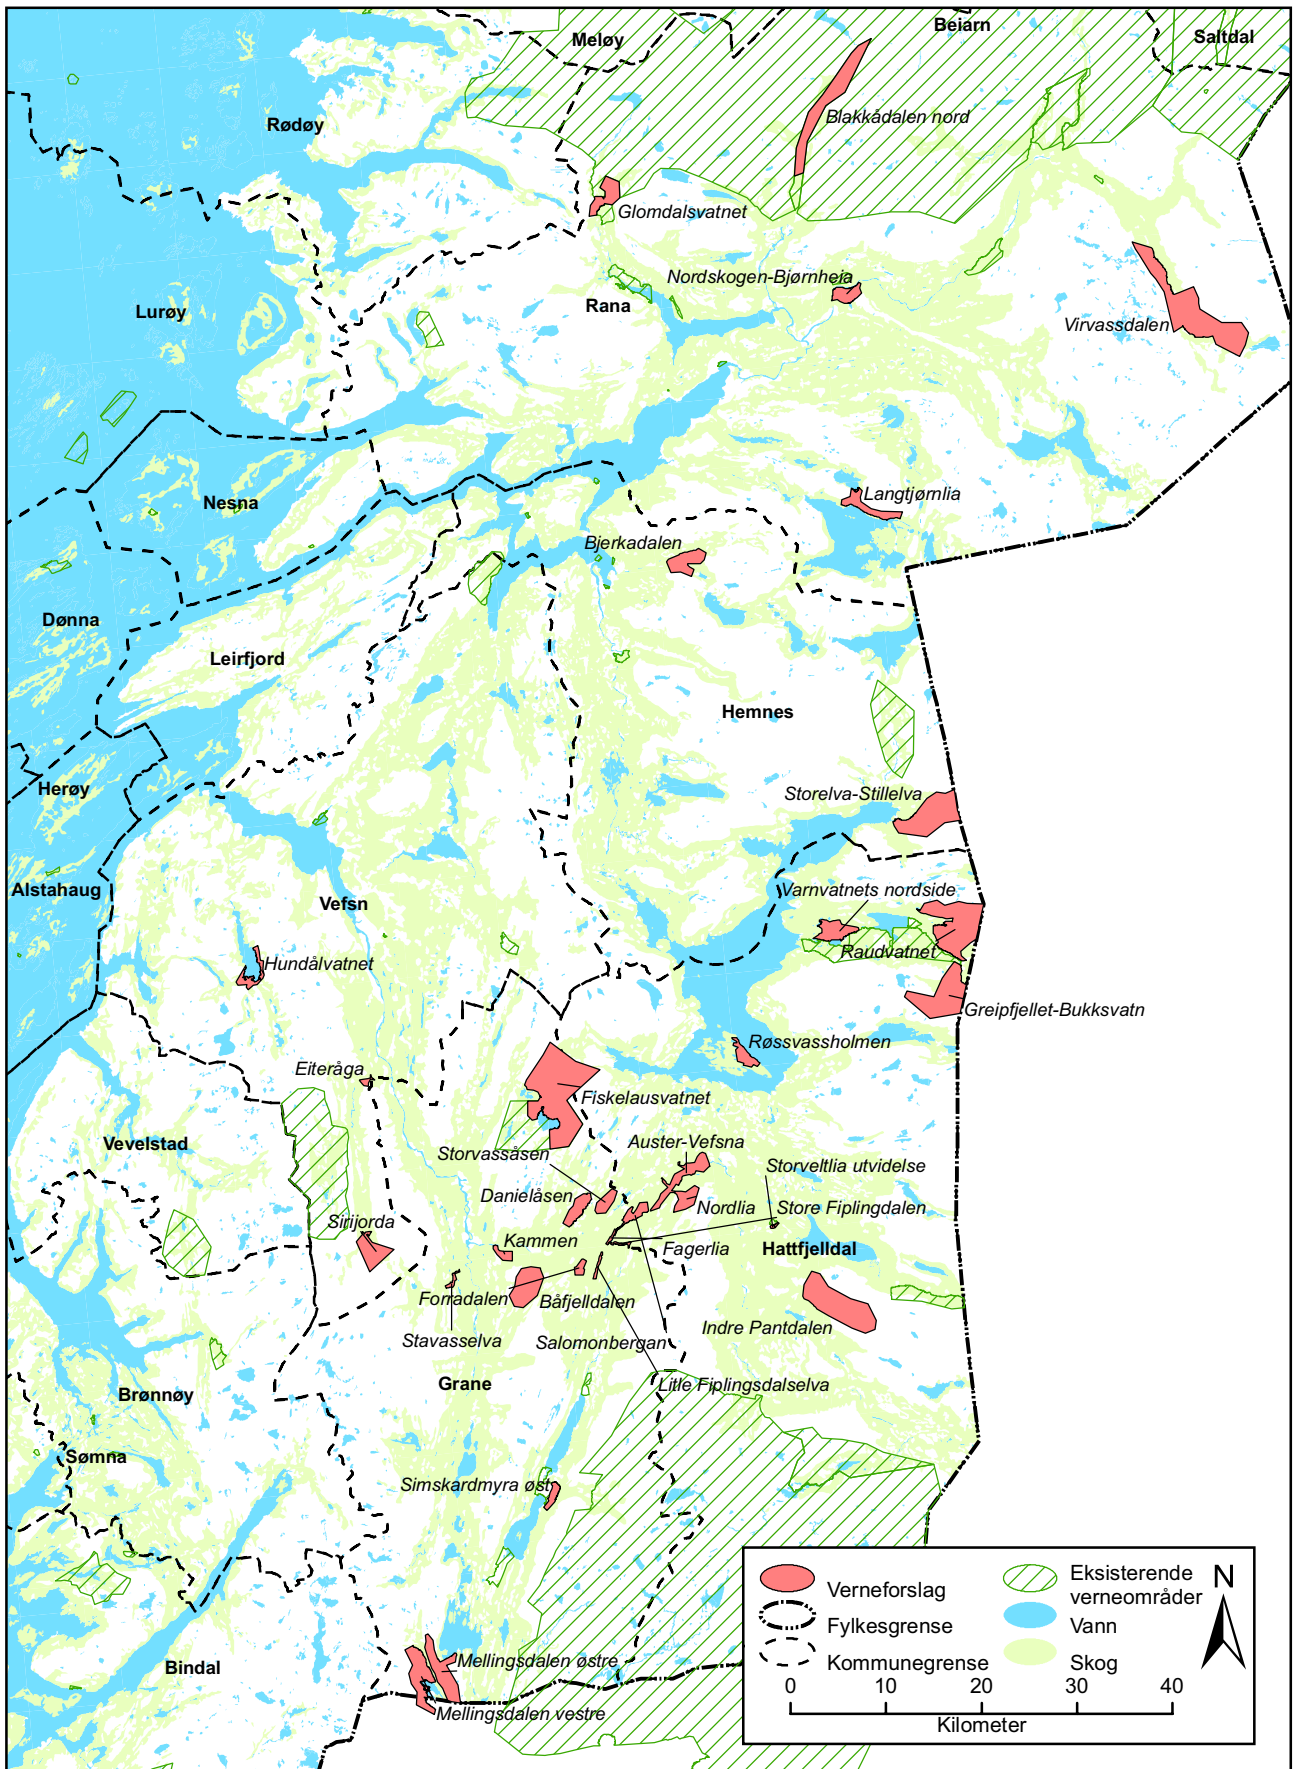 Beiarn
Meløy
Saltdal
Rødøy
Blakkådalen nord
Glomdalsvatnet
Nordskogen-Bjørnheia
Rana
Lurøy
Virvassdalen
Nesna
Langtjørnlia
Bjerkadalen
Dønna
Leirfjord
Hemnes
Herøy
Storelva-Stillelva
Alstahaug
Varnvatnets nordside
Vefsn
Raudvatnet
Hundålvatnet
Greipfjellet-Bukksvatn
Røssvassholmen
Eiteråga
Fiskelausvatnet
Vevelstad
Auster-Vefsna
Storvassåsen
Storveltlia utvidelse
Danielåsen
Nordlia
Store Fiplingdalen
Sirijorda
Kammen
Fagerlia
Hattfjelldal
Forradalen
Båfjelldalen
Indre Pantdalen
Stavasselva
Salomonbergan
Grane
Litle Fiplingsdalselva
Brønnøy
Sømna
Simskardmyra øst
Mellingsdalen østre
Bindal
Mellingsdalen vestre
Verneforslag
Fylkesgrense
Kommunegrense
Eksisterende
verneområder
Vann
Skog
N
0 10 20 30 40
Kilometer